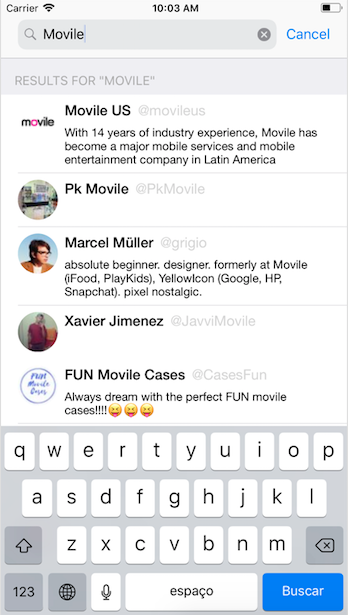 Carrier 10:03 AM
Movile Cancel
RESULTS FOR "MOVILE"
movile
Movile US @movileus
With 14 years of industry experience, Movile has
become a major mobile services and mobile
entertainment company in Latin America
Pk Movile @PkMovile
Marcel Müller @grigio
absolute beginner. designer. formerly at Movile
(iFood, PlayKids), YellowIcon (Google, HP,
Snapchat). pixel nostalgic.
Xavier Jimenez @JavviMovile
FUN Movile Cases
FUN Movile Cases @CasesFun
Always dream with the perfect FUN movile
cases!!!!😝😝😝
q w e r t y u i o p
a s d f g h j k l
z x c v b n m
123 espaço Buscar